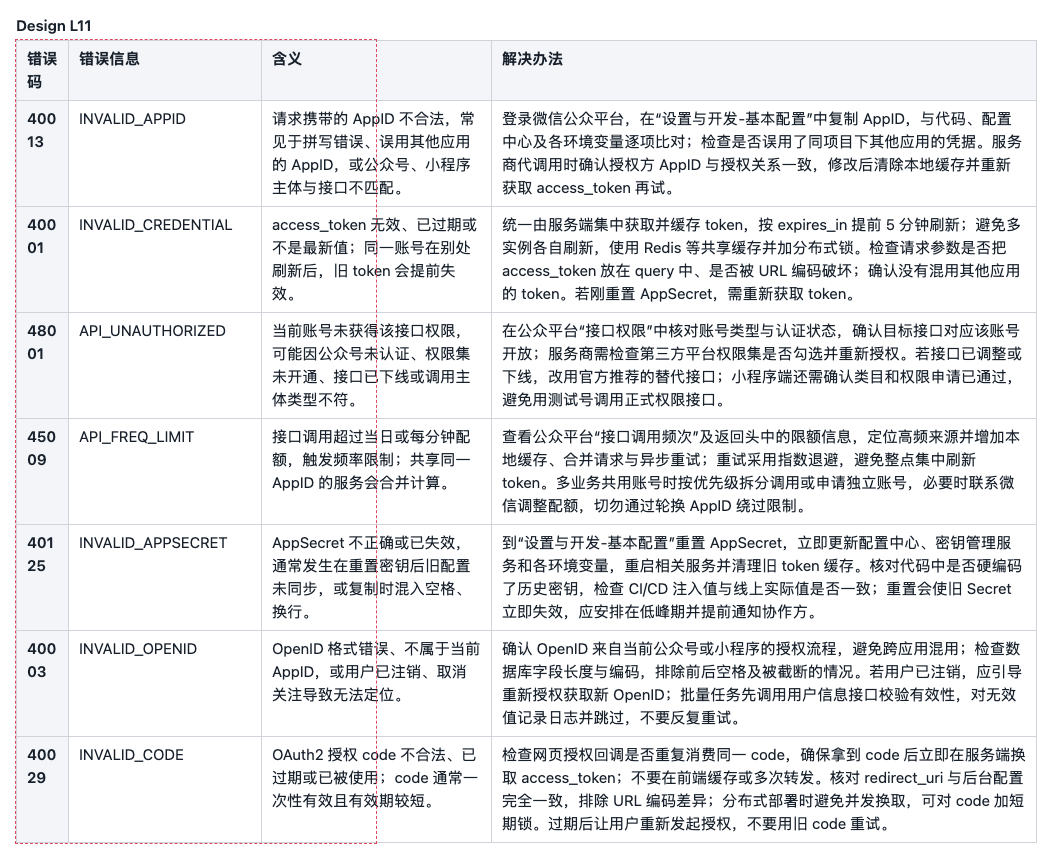 Design L11
错误码 错误信息 含义 解决办法
40013 INVALID_APPID
请求携带的 AppID 不合法，常
见于拼写错误、误用其他应用
的 AppID，或公众号、小程序
主体与接口不匹配。
登录微信公众平台，在“设置与开发-基本配置”中复制 AppID，与代码、配置
中心及各环境变量逐项比对；检查是否误用了同项目下其他应用的凭据。服务
商代调用时确认授权方 AppID 与授权关系一致，修改后清除本地缓存并重新
获取 access_token 再试。
40001 INVALID_CREDENTIAL
access_token 无效、已过期或
不是最新值；同一账号在别处
刷新后，旧 token 会提前失
效。
统一由服务端集中获取并缓存 token，按 expires_in 提前 5 分钟刷新；避免多
实例各自刷新，使用 Redis 等共享缓存并加分布式锁。检查请求参数是否把
access_token 放在 query 中、是否被 URL 编码破坏；确认没有混用其他应用
的 token。若刚重置 AppSecret，需重新获取 token。
48001 API_UNAUTHORIZED
当前账号未获得该接口权限，
可能因公众号未认证、权限集
未开通、接口已下线或调用主
体类型不符。
在公众平台“接口权限”中核对账号类型与认证状态，确认目标接口对应该账号
开放；服务商需检查第三方平台权限集是否勾选并重新授权。若接口已调整或
下线，改用官方推荐的替代接口；小程序端还需确认类目和权限申请已通过，
避免用测试号调用正式权限接口。
45009 API_FREQ_LIMIT
接口调用超过当日或每分钟配
额，触发频率限制；共享同一
AppID 的服务会合并计算。
查看公众平台“接口调用频次”及返回头中的限额信息，定位高频来源并增加本
地缓存、合并请求与异步重试；重试采用指数退避，避免整点集中刷新
token。多业务共用账号时按优先级拆分调用或申请独立账号，必要时联系微
信调整配额，切勿通过轮换 AppID 绕过限制。
40125 INVALID_APPSECRET
AppSecret 不正确或已失效，
通常发生在重置密钥后旧配置
未同步，或复制时混入空格、
换行。
到“设置与开发-基本配置”重置 AppSecret，立即更新配置中心、密钥管理服
务和各环境变量，重启相关服务并清理旧 token 缓存。核对代码中是否硬编码
了历史密钥，检查 CI/CD 注入值与线上实际值是否一致；重置会使旧 Secret
立即失效，应安排在低峰期并提前通知协作方。
40003 INVALID_OPENID
OpenID 格式错误、不属于当前
AppID，或用户已注销、取消
关注导致无法定位。
确认 OpenID 来自当前公众号或小程序的授权流程，避免跨应用混用；检查数
据库字段长度与编码，排除前后空格及被截断的情况。若用户已注销，应引导
重新授权获取新 OpenID；批量任务先调用用户信息接口校验有效性，对无效
值记录日志并跳过，不要反复重试。
40029 INVALID_CODE
OAuth2 授权 code 不合法、已
过期或已被使用；code 通常一
次性有效且有效期较短。
检查网页授权回调是否重复消费同一 code，确保拿到 code 后立即在服务端换
取 access_token；不要在前端缓存或多次转发。核对 redirect_uri 与后台配置
完全一致，排除 URL 编码差异；分布式部署时避免并发换取，可对 code 加短
期锁。过期后让用户重新发起授权，不要用旧 code 重试。